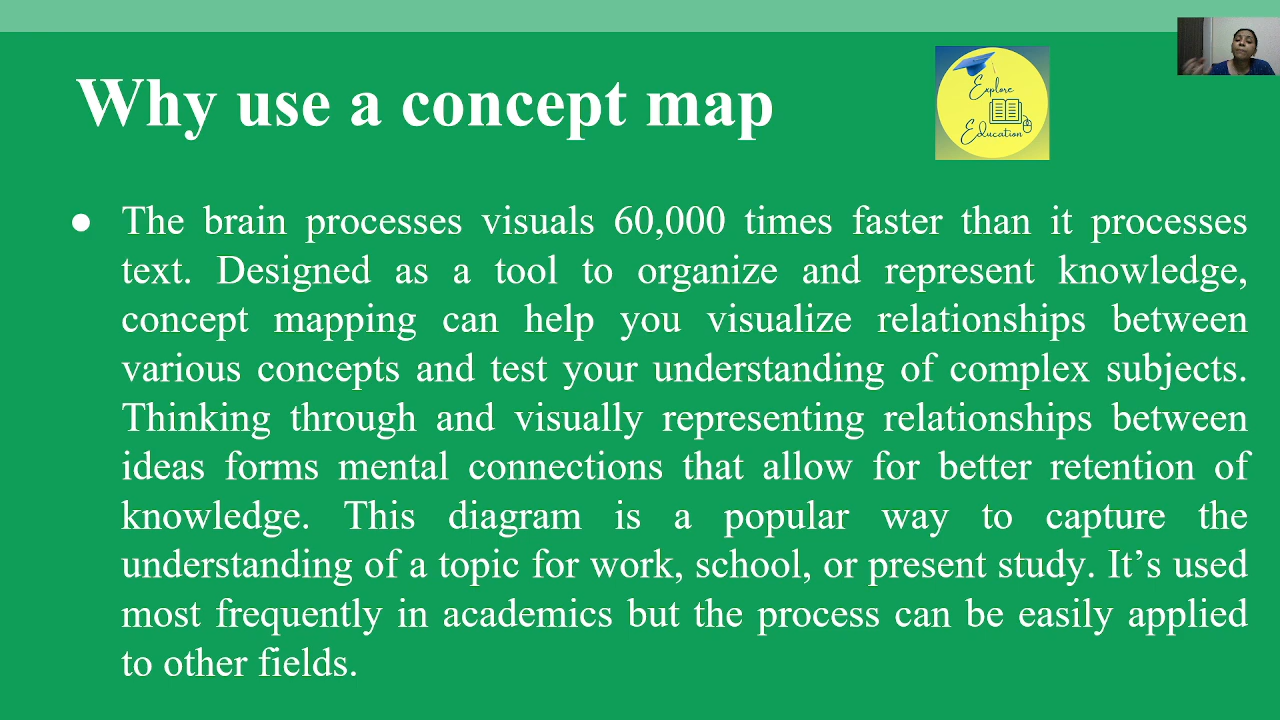 Why use a concept map
Explore
Education
● The brain processes visuals 60,000 times faster than it processes
text. Designed as a tool to organize and represent knowledge,
concept mapping can help you visualize relationships between
various concepts and test your understanding of complex subjects.
Thinking through and visually representing relationships between
ideas forms mental connections that allow for better retention of
knowledge. This diagram is a popular way to capture the
understanding of a topic for work, school, or present study. It’s used
most frequently in academics but the process can be easily applied
to other fields.